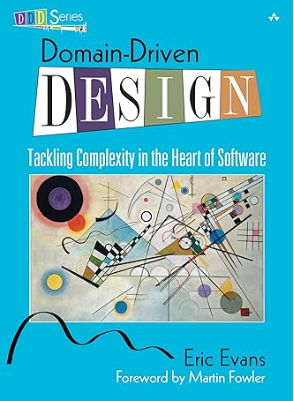 DDD Series
Domain-Driven
DESIGN
Tackling Complexity in the Heart of Software
Eric Evans
Foreword by Martin Fowler